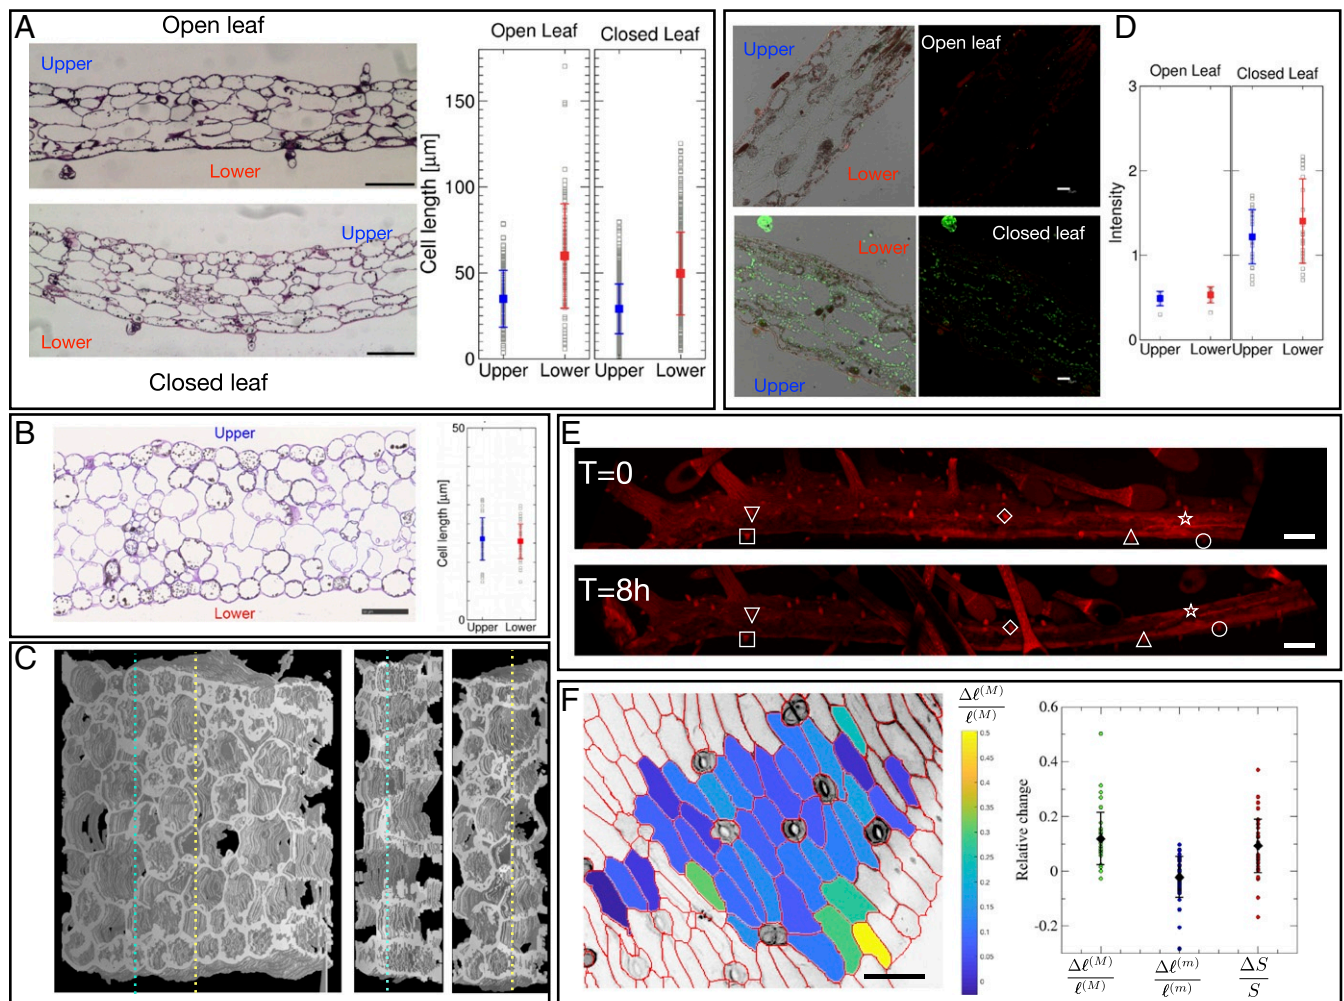 A
Open leaf
Upper
Lower
Upper
Lower
Closed leaf
Open Leaf
Closed Leaf
Cell length [µm]
150
100
50
0
Upper
Lower
Upper
Lower
Upper
Lower
Open leaf
Lower
Upper
Closed leaf
D
Open Leaf
Closed Leaf
Intensity
3
2
1
0
Upper
Lower
Upper
Lower
B
Upper
Lower
Cell length [µm]
50
0
Upper
Lower
C
E
T=0
T=8h
F
Δℓ(M)
ℓ(M)
0.5
0.45
0.4
0.35
0.3
0.25
0.2
0.15
0.1
0.05
0
Relative change
0.6
0.4
0.2
0
-0.2
Δℓ(M)
ℓ(M)
Δℓ(m)
ℓ(m)
ΔS
S